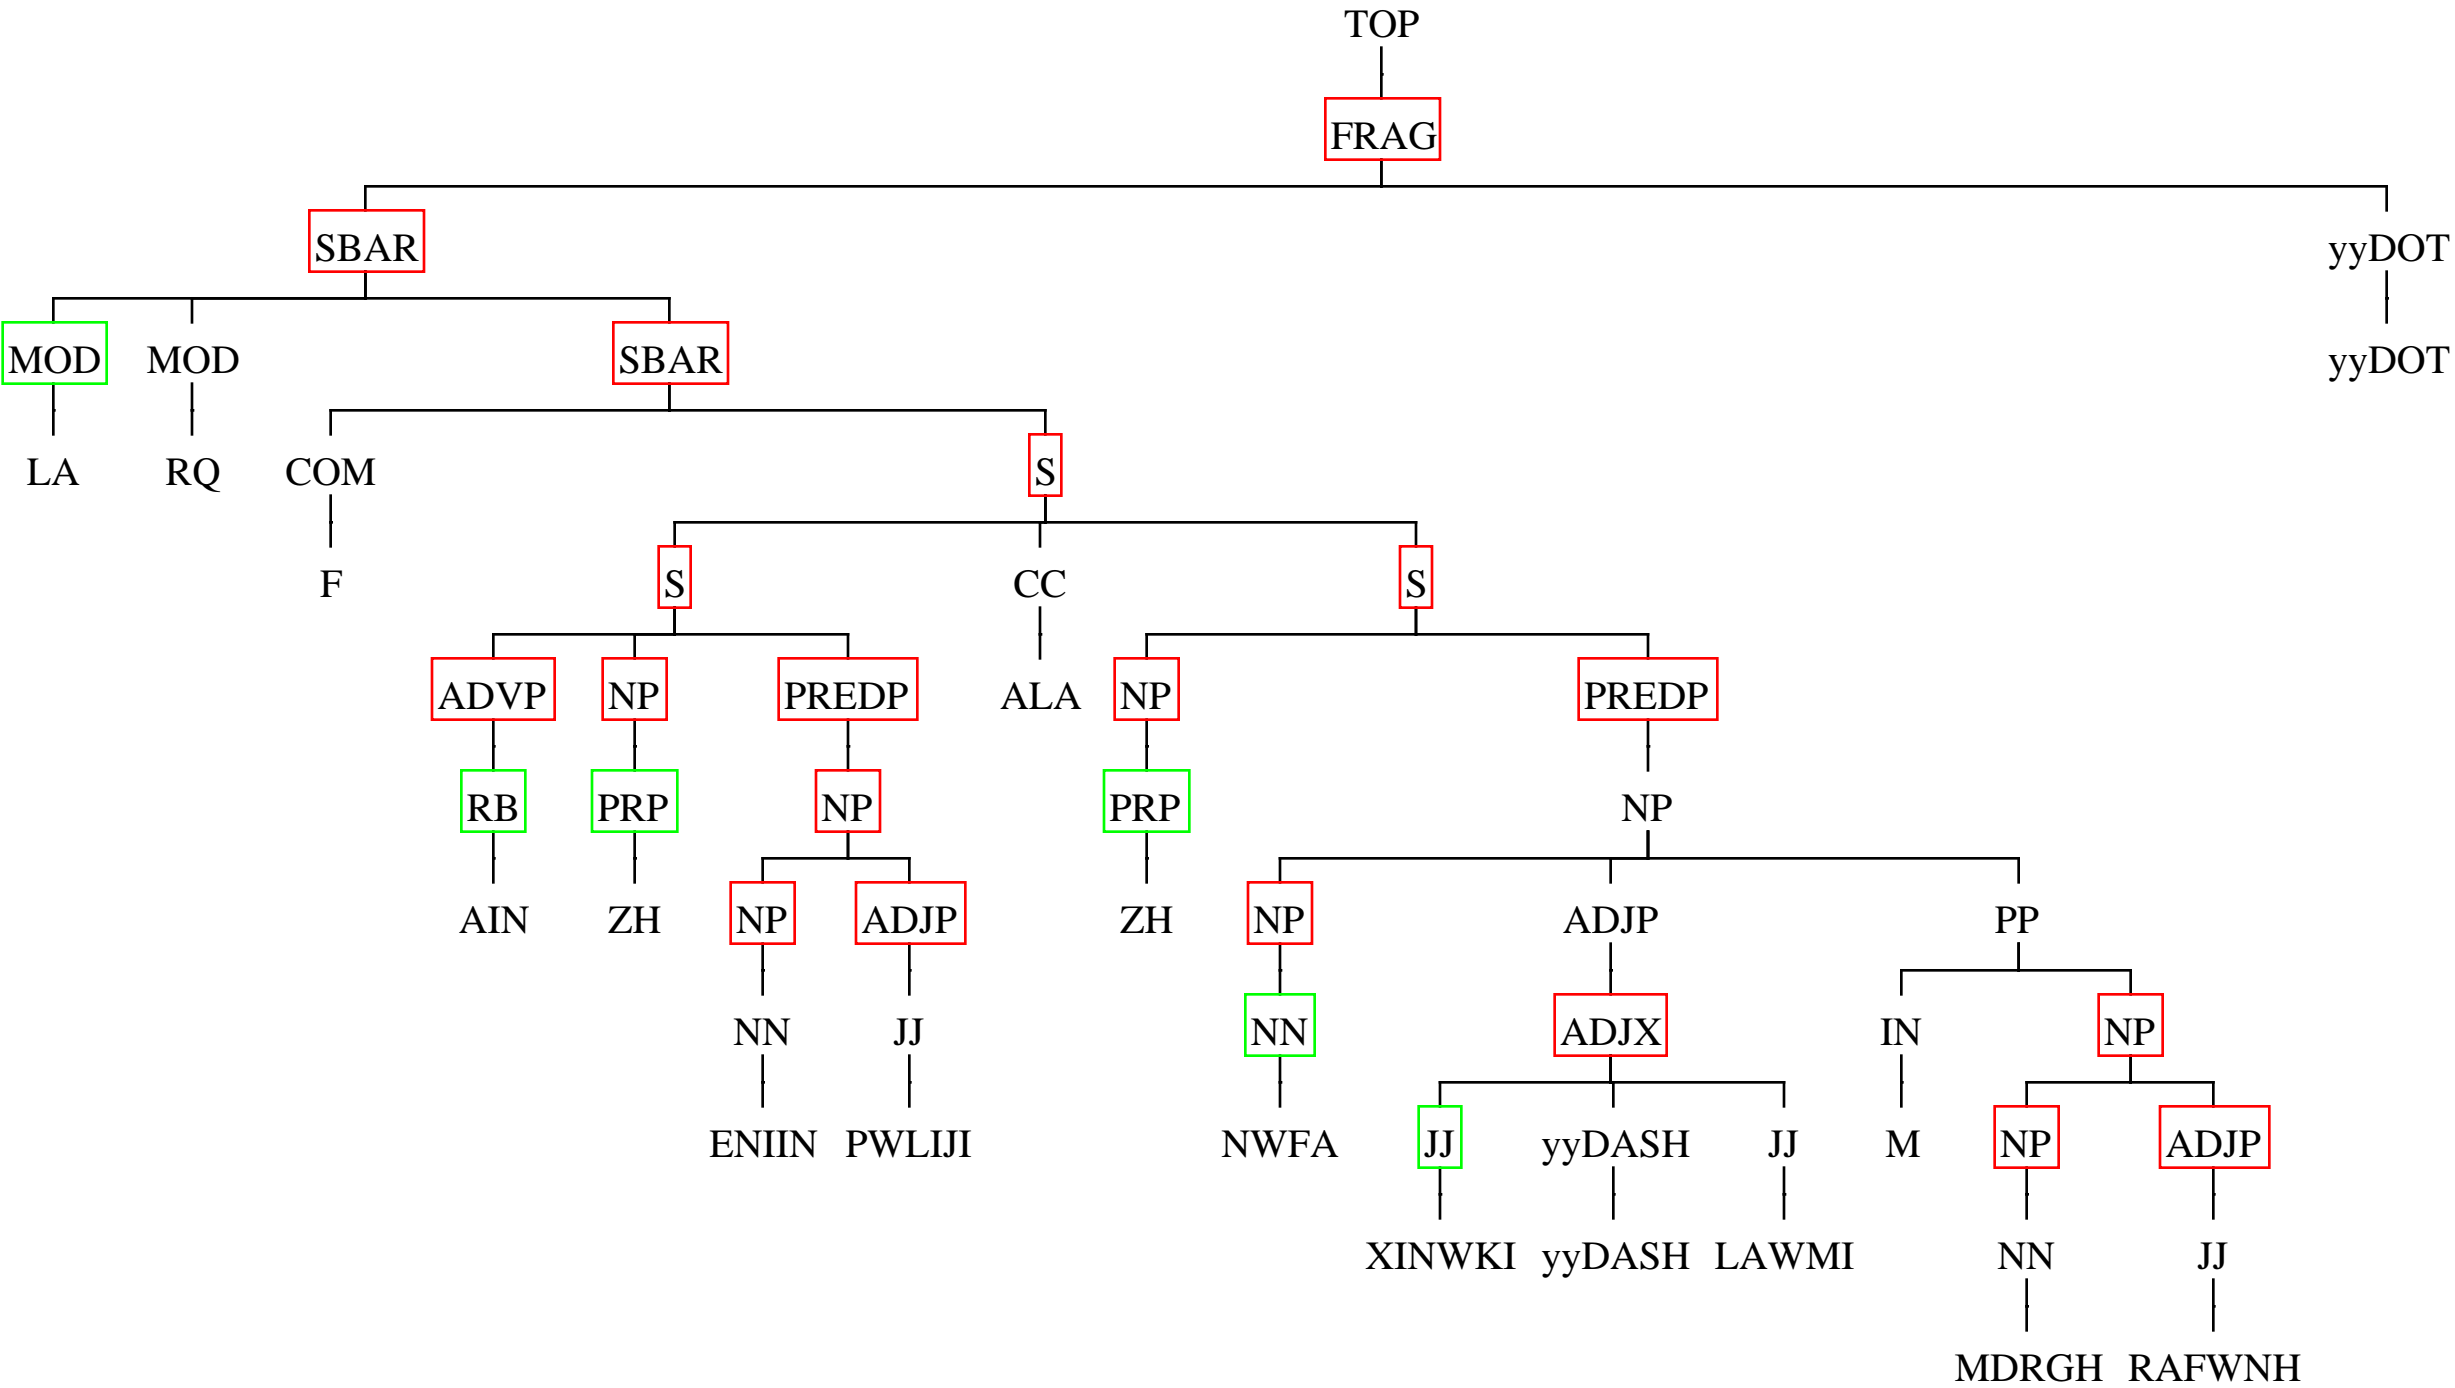 TOP
FRAG
SBAR yyDOT
MOD MOD SBAR yyDOT
LA RQ COM S
F S CC S
ADVP NP PREDP ALA NP PREDP
RB PRP NP PRP NP
AIN ZH NP ADJP ZH NP ADJP PP
NN JJ NN ADJX IN NP
ENIIN PWLIJI NWFA JJ yyDASH JJ M NP ADJP
XINWKI yyDASH LAWMI NN JJ
MDRGH RAFWNH